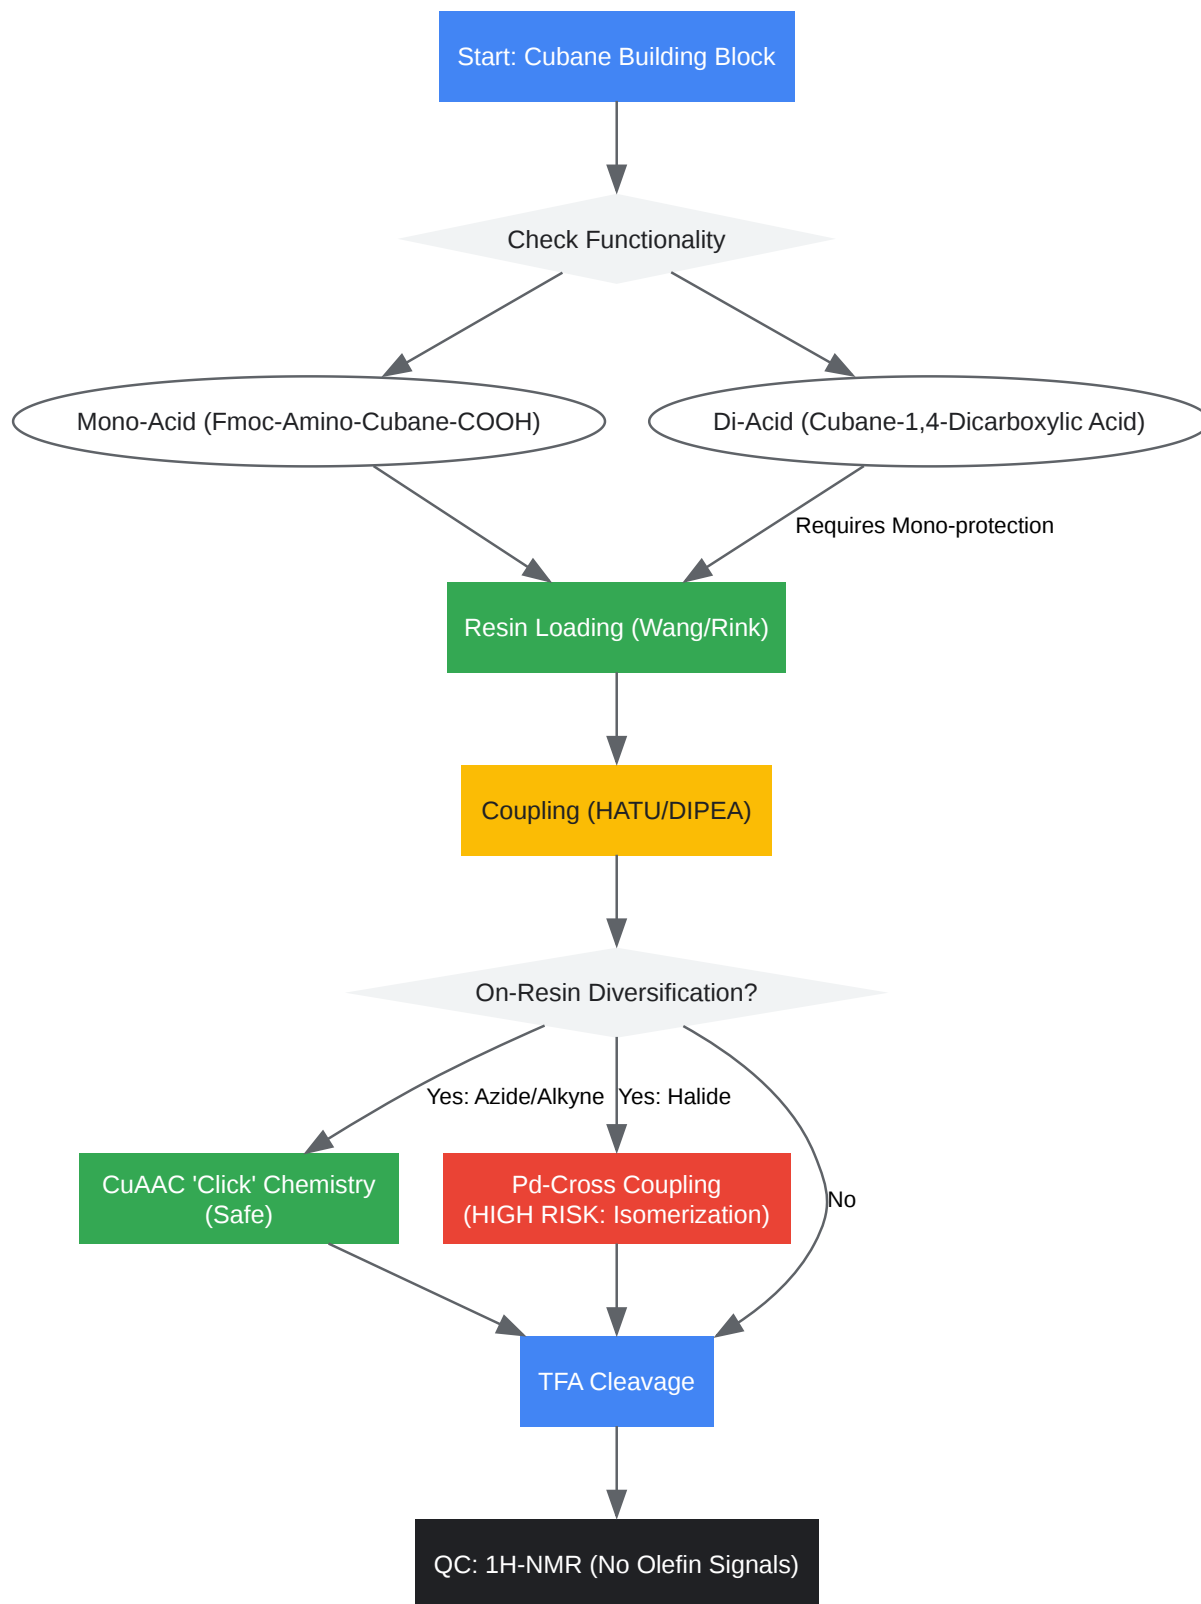 Start: Cubane Building Block
Check Functionality
Mono-Acid (Fmoc-Amino-Cubane-COOH)
Di-Acid (Cubane-1,4-Dicarboxylic Acid)
Requires Mono-protection
Resin Loading (Wang/Rink)
Coupling (HATU/DIPEA)
On-Resin Diversification?
Yes: Azide/Alkyne
Yes: Halide
CuAAC 'Click' Chemistry
(Safe)
Pd-Cross Coupling
(HIGH RISK: Isomerization)
No
TFA Cleavage
QC: 1H-NMR (No Olefin Signals)